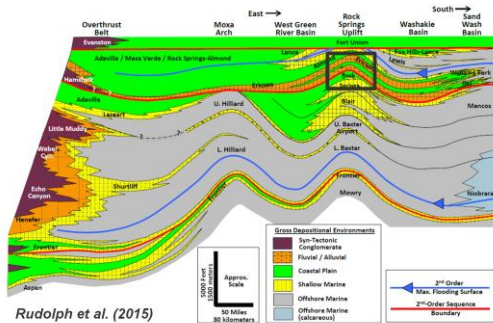 East
South
Overthrust
Belt
Moxa
Arch
West Green
River Basin
Rock
Springs
Uplift
Washakie
Basin
Sand
Wash
Basin
Evanston
Fort Union
Lance
Fox Hills-Lance
Lewis
Adaville / Mesa Verde / Rock Springs-Almond
Hamsfork
Ericson
Ericson
Adaville
Rock
Blair
Lazeart
U. Hilliard
U. Baxter
Airport
Mancos
Little Muddy
Weber
Cyn.
L. Hilliard
L. Baxter
Echo
Canyon
Shurtliff
Frontier
Frontier
Niobrara
Henefer
Mowry
Frontier
Aspen
Gross Depositional Environments
Syn-Tectonic
Conglomerate
Fluvial / Alluvial
Coastal Plain
Shallow Marine
Offshore Marine
Offshore Marine
(calcareous)
5000 Feet
1500 meters
Approx.
Scale
50 Miles
80 kilometers
2nd Order
Max. Flooding Surface
2nd-Order Sequence
Boundary
Rudolph et al. (2015)